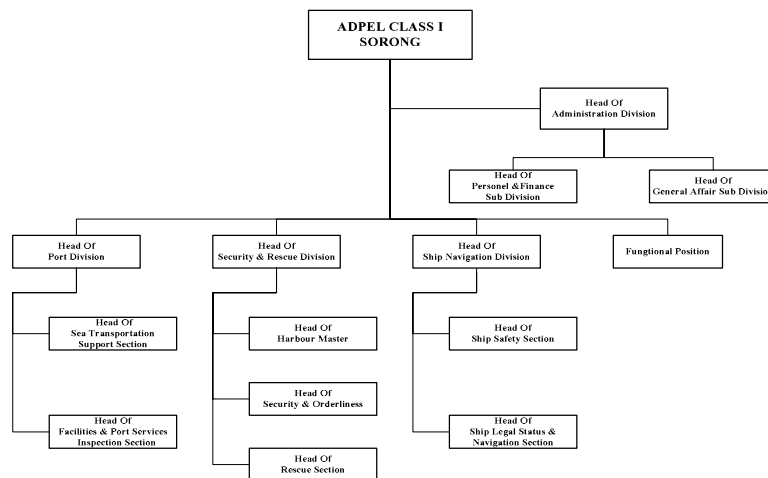 ADPEL CLASS I
SORONG
Head Of
Administration Division
Head Of
Personel &Finance
Sub Division
Head Of
General Affair Sub Division
Head Of
Port Division
Head Of
Security & Rescue Division
Head Of
Ship Navigation Division
Fungtional Position
Head Of
Sea Transportation
Support Section
Head Of
Harbour Master
Head Of
Ship Safety Section
Head Of
Facilities & Port Services
Inspection Section
Head Of
Security & Orderliness
Head Of
Ship Legal Status &
Navigation Section
Head Of
Rescue Section